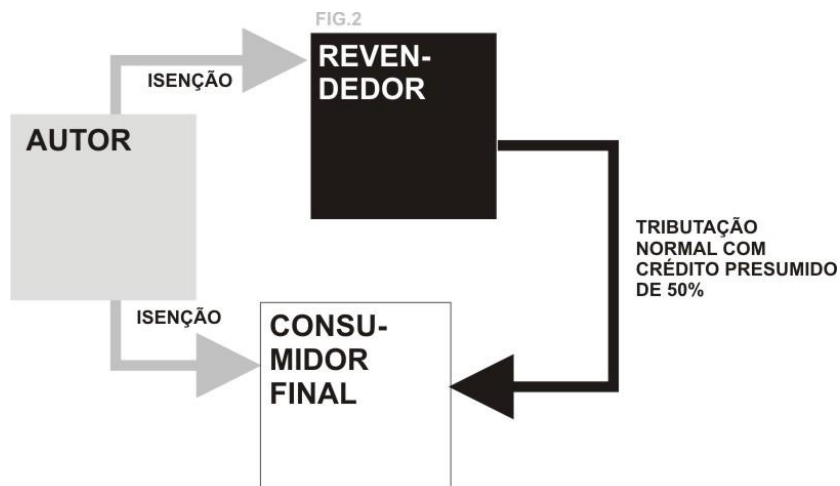 FIG.2
REVEN-
DEDOR
ISENÇÃO
AUTOR
TRIBUTAÇÃO
NORMAL COM
CRÉDITO PRESUMIDO
DE 50%
ISENÇÃO
CONSU-
MIDOR
FINAL